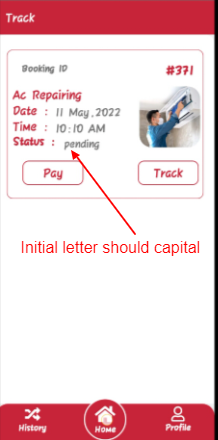 Track
Booking ID #371
Ac Repairing
Date : 11 May,2022
Time : 10:10 AM
Status : pending
Pay Track
Initial letter should capital
History Home Profile